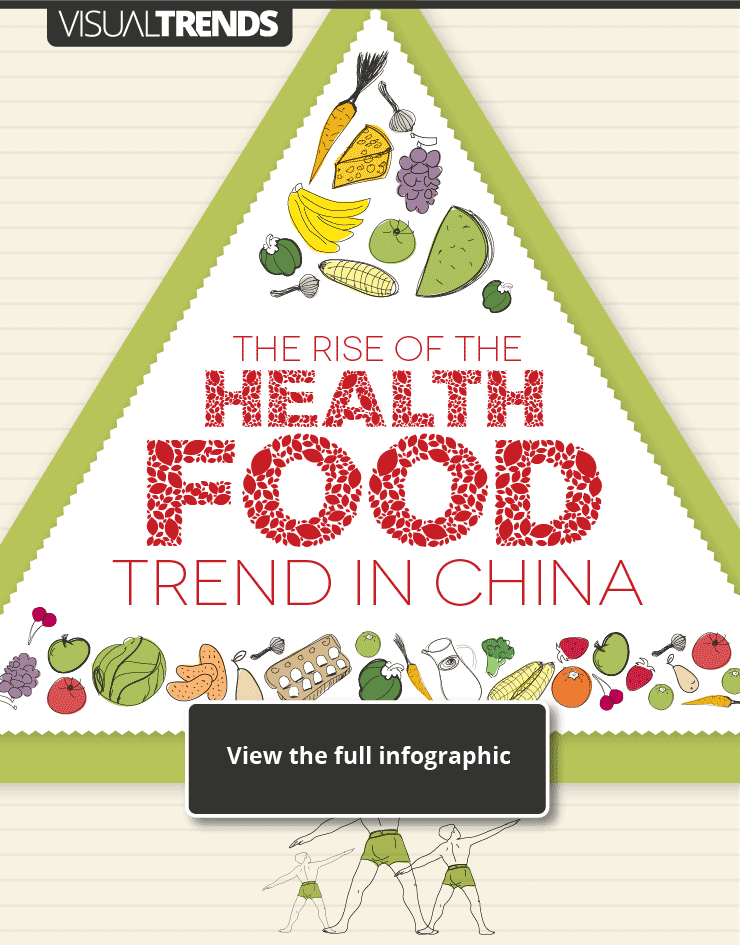 VISUALTRENDS
THE RISE OF THE
HEALTH
FOOD
TREND IN CHINA
View the full infographic